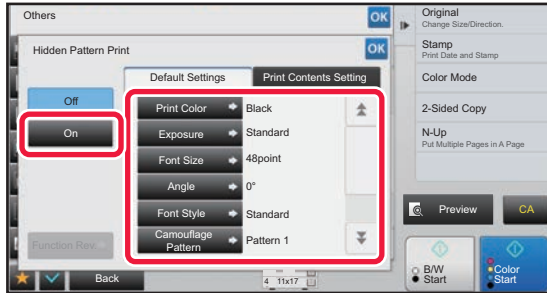 Others
OK
Hidden Pattern Print
OK
Default Settings
Print Contents Setting
Off
On
Print Color
Black
Exposure
Standard
Font Size
48point
Angle
0°
Font Style
Standard
Camouflage
Pattern
Pattern 1
Function Rev.
Back
4 11x17
Original
Change Size/Direction.
Stamp
Print Date and Stamp
Color Mode
2-Sided Copy
N-Up
Put Multiple Pages in A Page
Preview
CA
B/W
Start
Color
Start